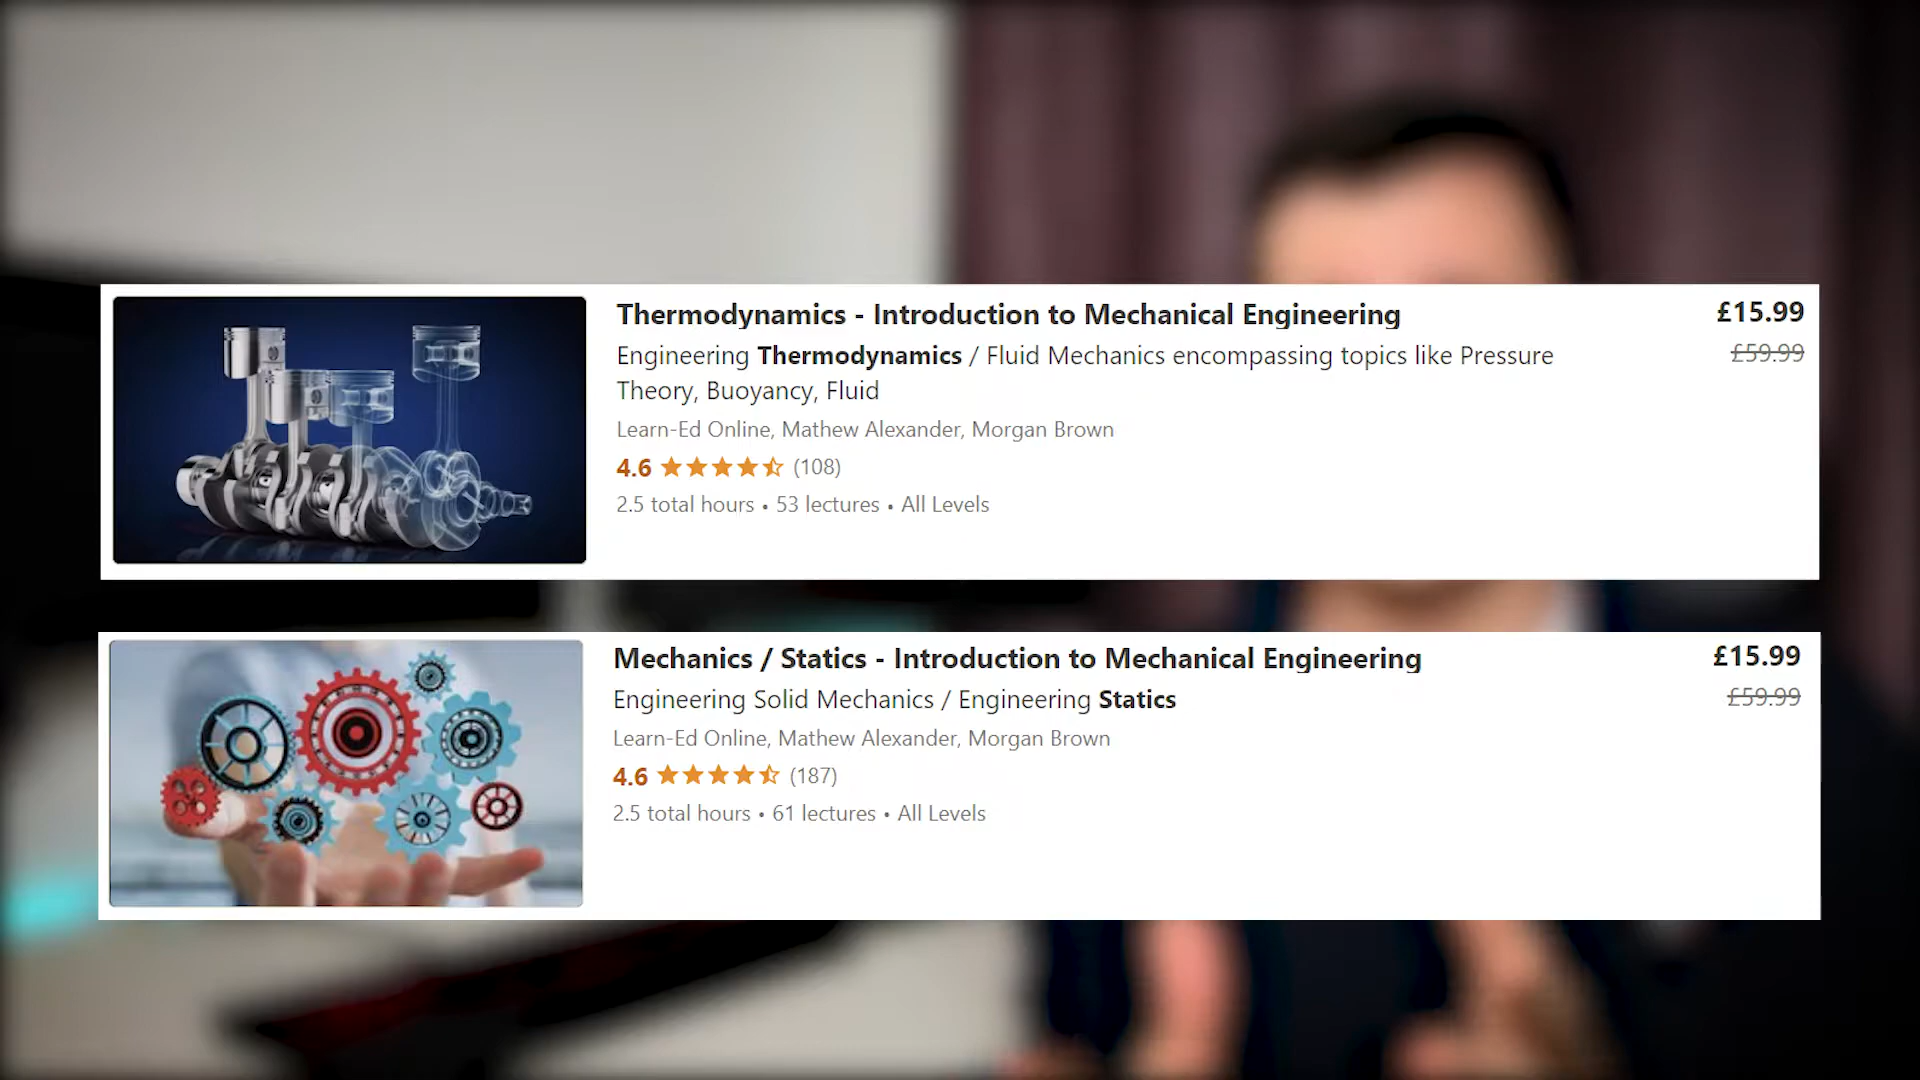 Thermodynamics - Introduction to Mechanical Engineering
£15.99
Engineering Thermodynamics / Fluid Mechanics encompassing topics like Pressure
£59.99
Theory, Buoyancy, Fluid
Learn-Ed Online, Mathew Alexander, Morgan Brown
4.6 (108)
2.5 total hours • 53 lectures • All Levels
Mechanics / Statics - Introduction to Mechanical Engineering
£15.99
Engineering Solid Mechanics / Engineering Statics
£59.99
Learn-Ed Online, Mathew Alexander, Morgan Brown
4.6 (187)
2.5 total hours • 61 lectures • All Levels